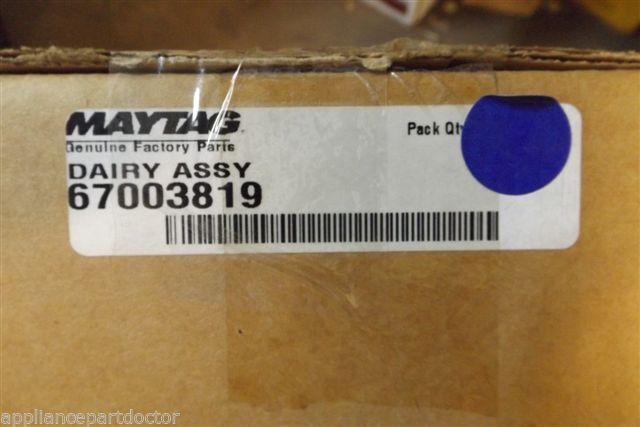 MAYTAG
Genuine Factory Parts
Pack Qty
DAIRY ASSY
67003819
appliancepartdoctor